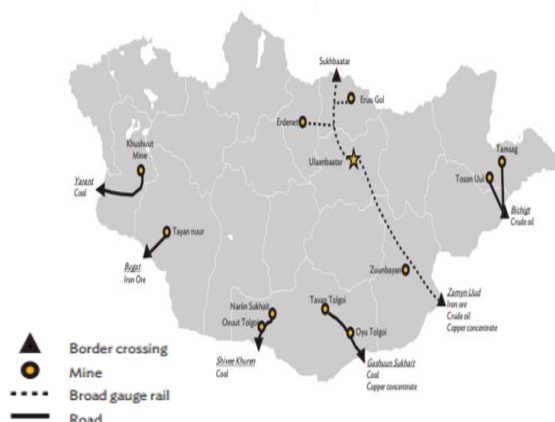 Sukhbaatar
Eruu Gol
Erdenet
Ulaanbaatar
Khushuut
Mine
Yarant
Coal
Tamsag
Toson Uul
Bichigt
Crude oil
Tayan nuur
Bugat
Iron Ore
Zuunbayan
Zamyn Uud
Iron ore
Crude oil
Copper concentrate
Nariin Sukhait
Ovuut Tolgoi
Shivee Khuren
Coal
Tavan Tolgoi
Oyu Tolgoi
Gashuun Sukhait
Coal
Copper concentrate
Border crossing
Mine
Broad gauge rail
Road